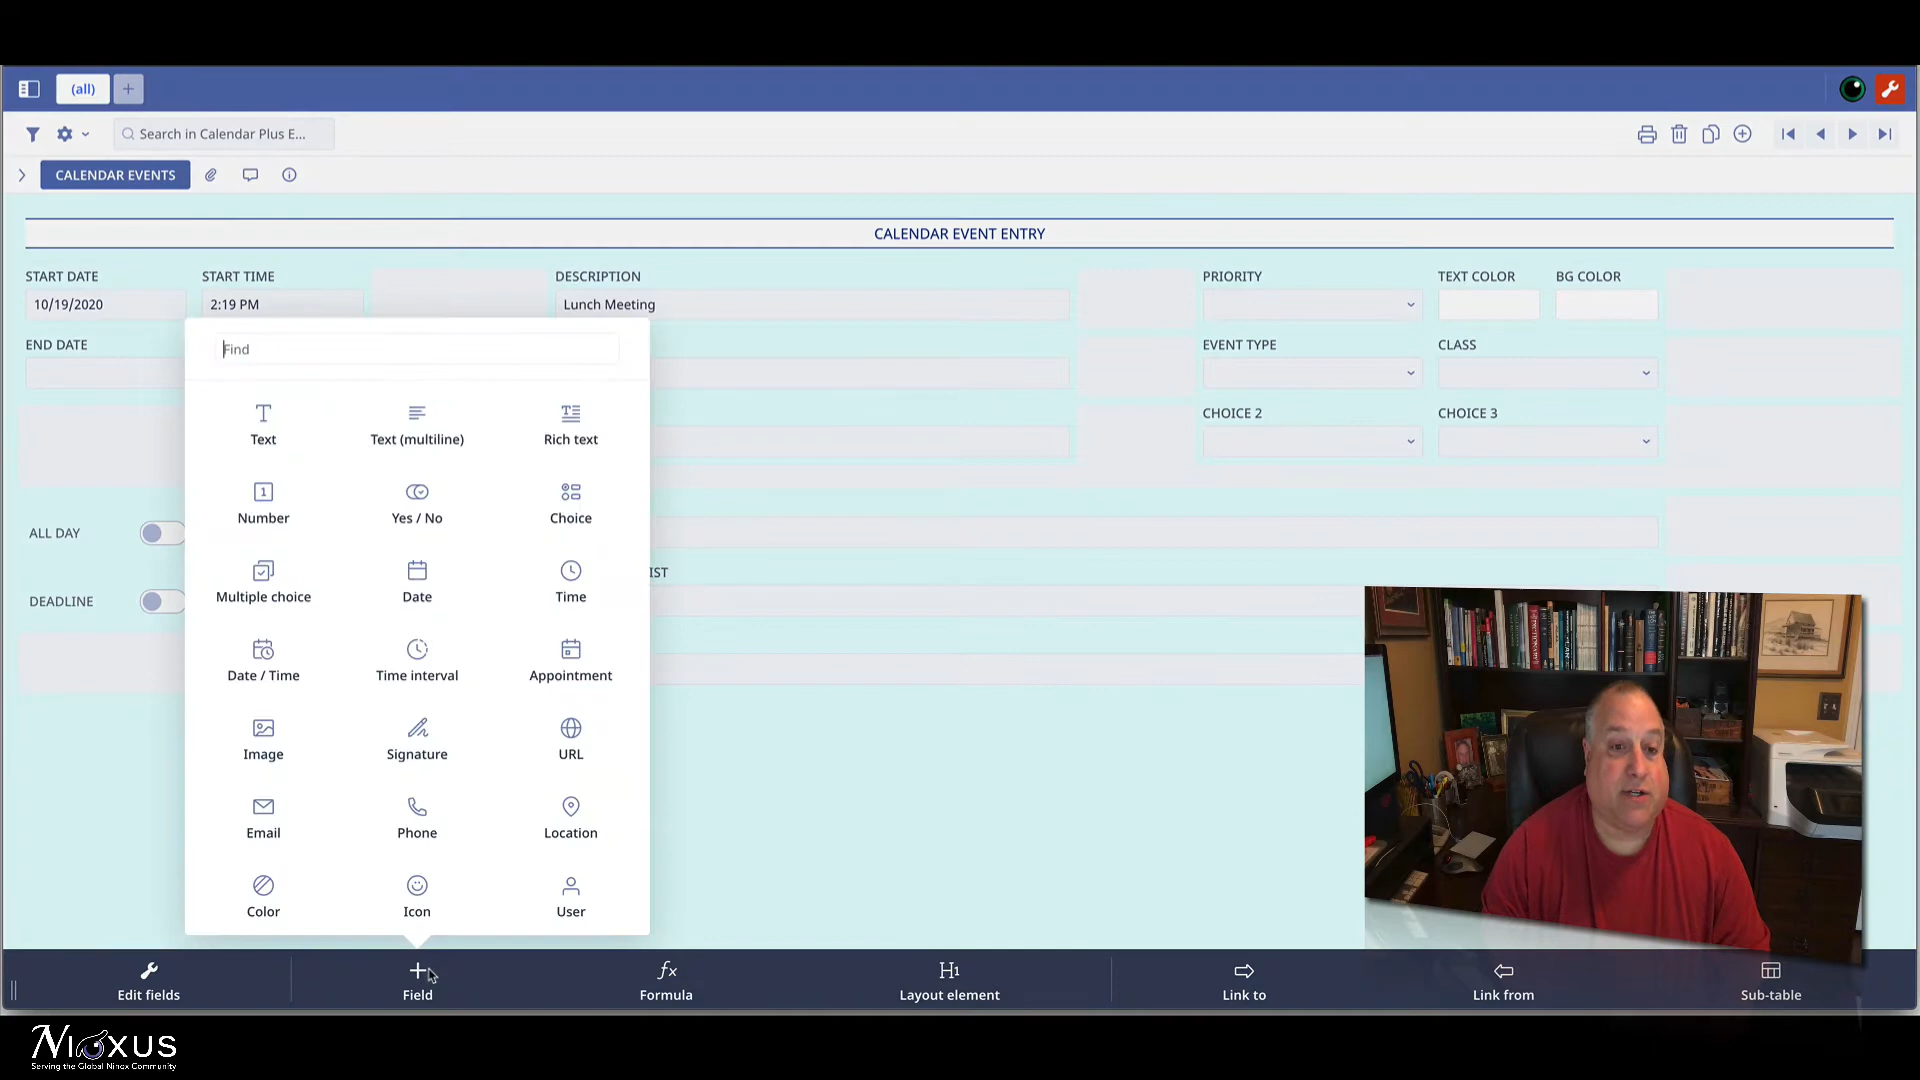 (all)
Search in Calendar Plus E...
CALENDAR EVENTS
CALENDAR EVENT ENTRY
START DATE
START TIME
DESCRIPTION
PRIORITY
TEXT COLOR
BG COLOR
10/19/2020
2:19 PM
Lunch Meeting
END DATE
EVENT TYPE
CLASS
CHOICE 2
CHOICE 3
ALL DAY
IST
DEADLINE
Find
Text
Text (multiline)
Rich text
1
Number
Yes / No
Choice
Multiple choice
Date
Time
Date / Time
Time interval
Appointment
Image
Signature
URL
Email
Phone
Location
Color
Icon
User
Edit fields
Field
fx
Formula
H1
Layout element
Link to
Link from
Sub-table
NIOXUS
Serving the Global Ninox Community